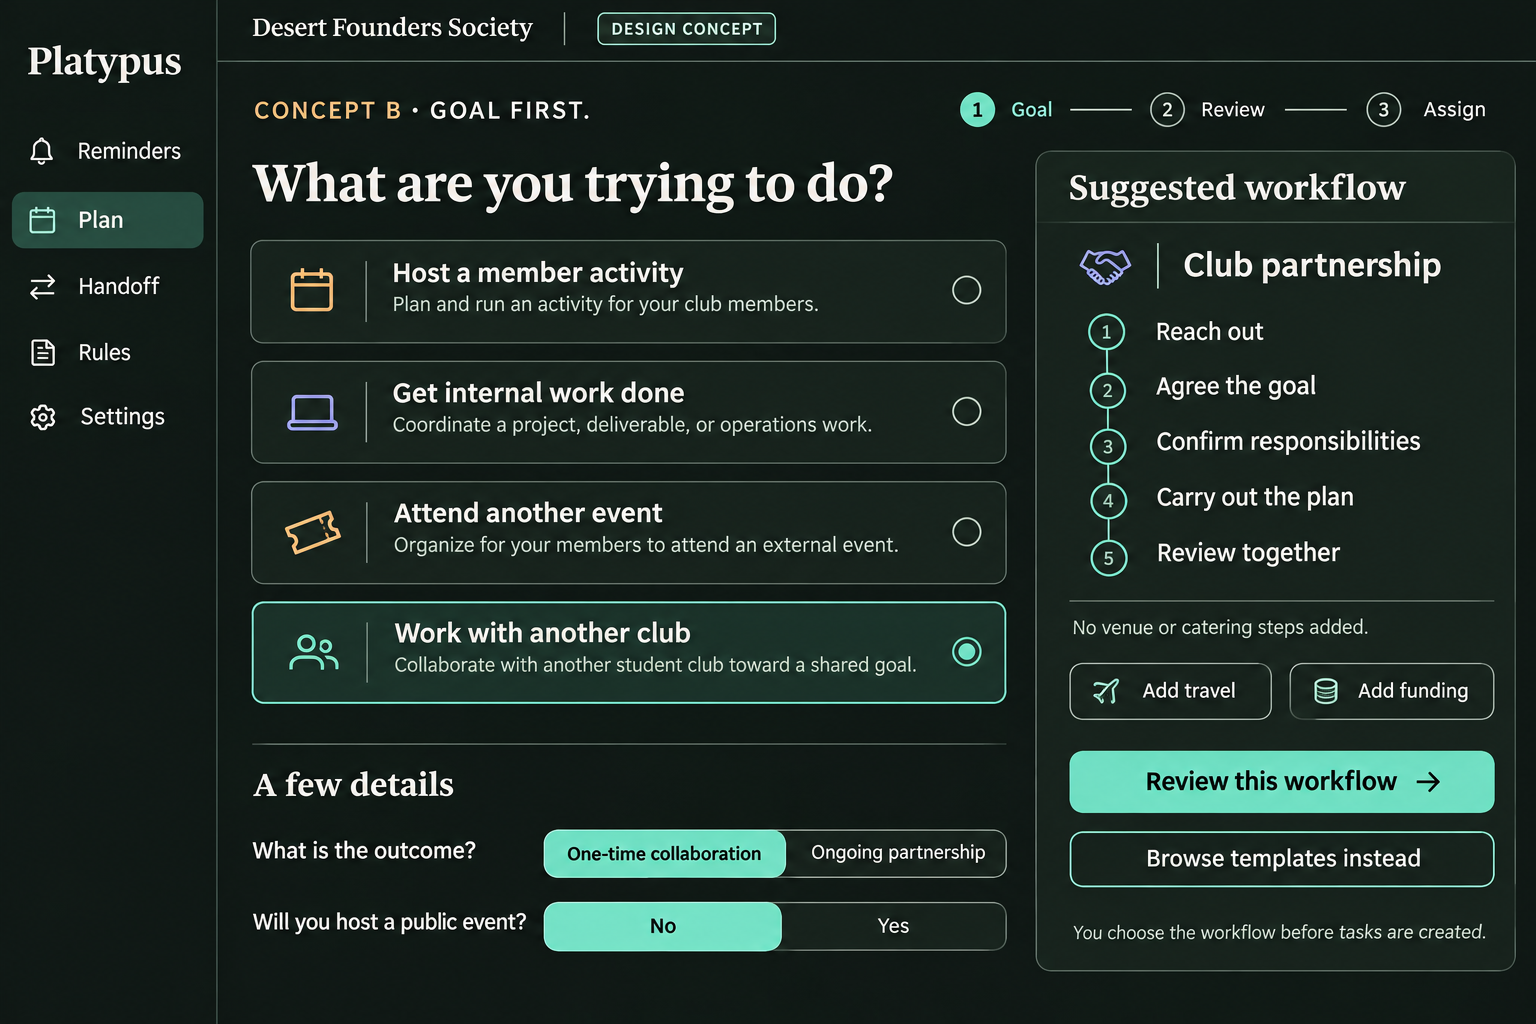 Platypus
Reminders
Plan
Handoff
Rules
Settings
Desert Founders Society
DESIGN CONCEPT
CONCEPT B · GOAL FIRST.
1 Goal
2 Review
3 Assign
What are you trying to do?
Host a member activity
Plan and run an activity for your club members.
Get internal work done
Coordinate a project, deliverable, or operations work.
Attend another event
Organize for your members to attend an external event.
Work with another club
Collaborate with another student club toward a shared goal.
A few details
What is the outcome?
One-time collaboration
Ongoing partnership
Will you host a public event?
No
Yes
Suggested workflow
Club partnership
1 Reach out
2 Agree the goal
3 Confirm responsibilities
4 Carry out the plan
5 Review together
No venue or catering steps added.
Add travel
Add funding
Review this workflow →
Browse templates instead
You choose the workflow before tasks are created.